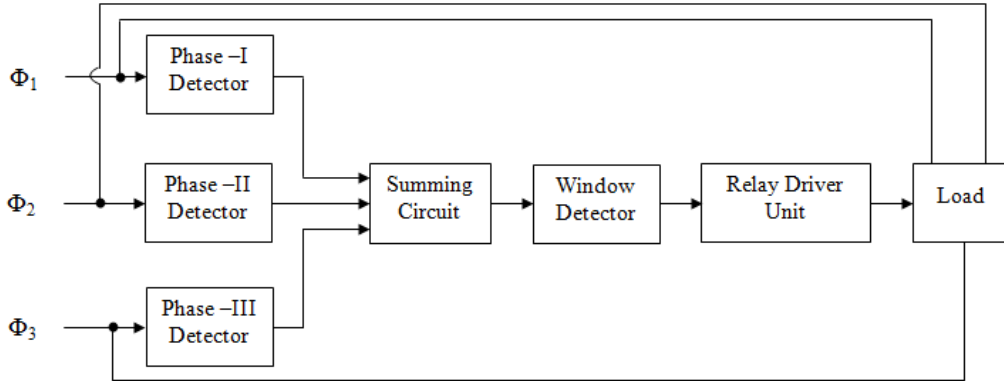 Φ1
Phase –I
Detector
Φ2
Phase –II
Detector
Summing
Circuit
Window
Detector
Relay Driver
Unit
Load
Φ3
Phase –III
Detector